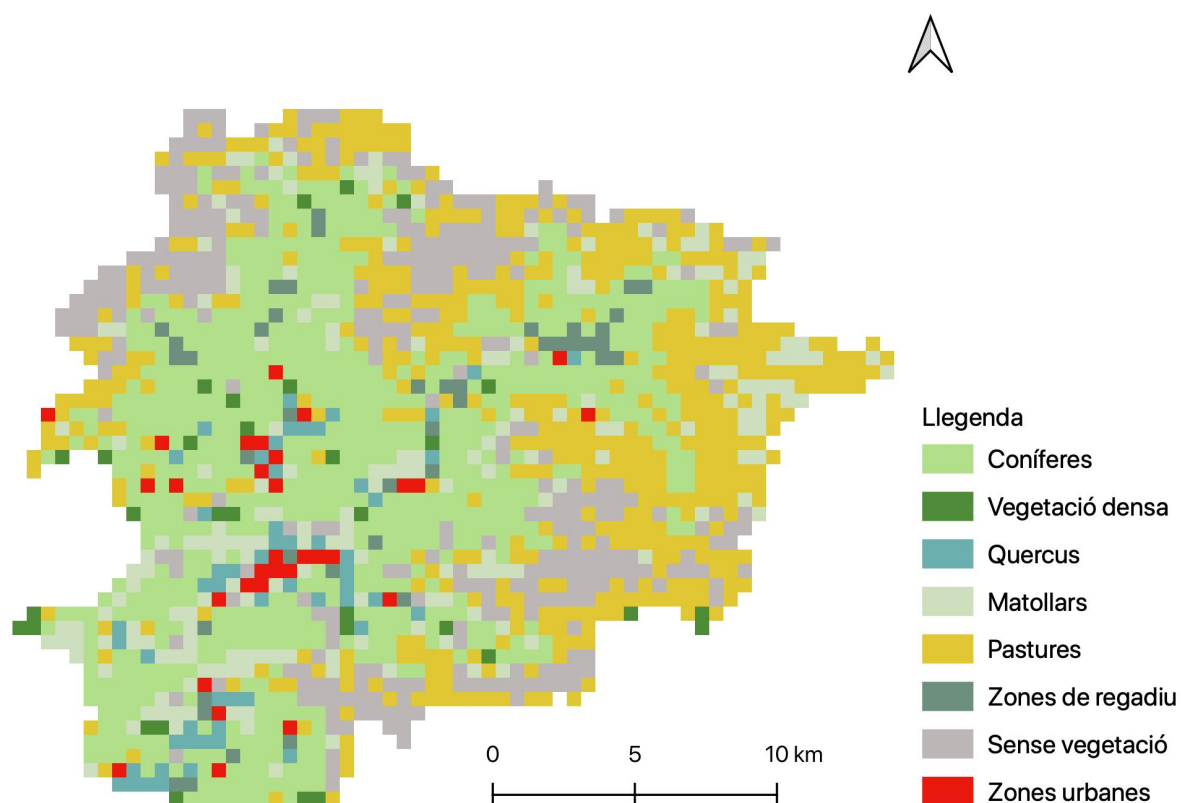 Llegenda
Coníferes
Vegetació densa
Quercus
Matollars
Pastures
Zones de regadiu
Sense vegetació
Zones urbanes
0 5 10 km